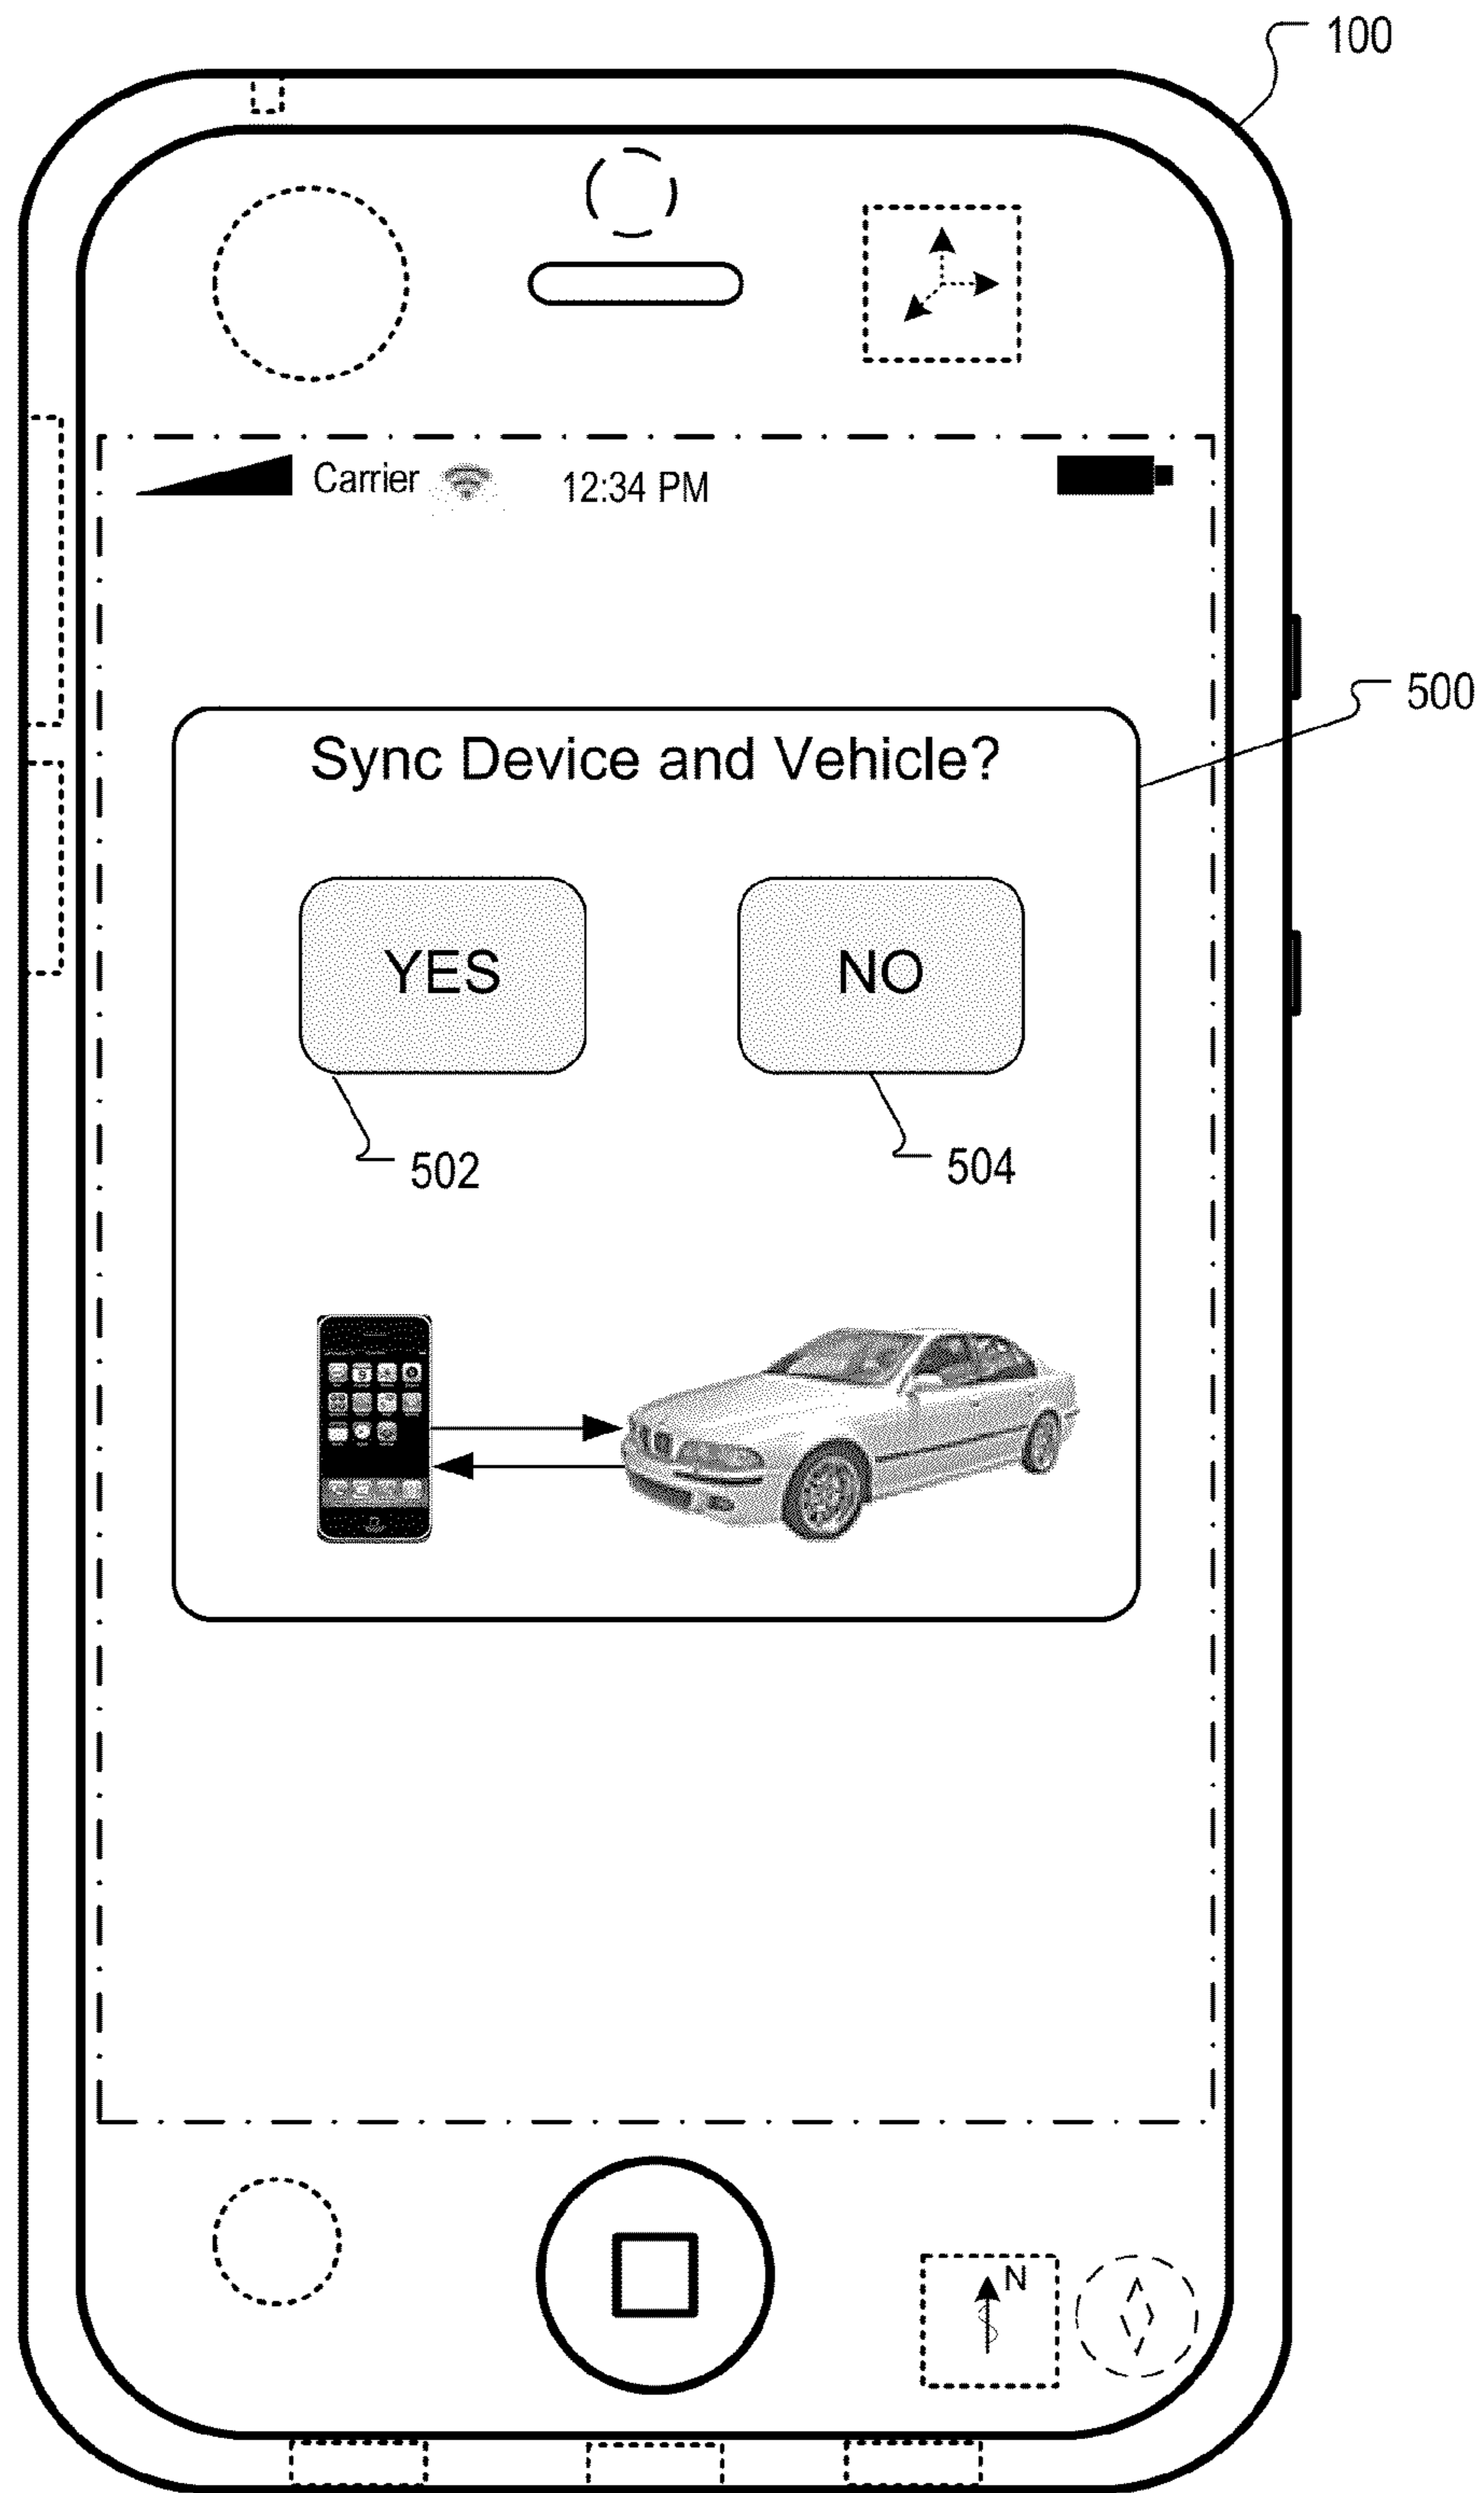 100
Carrier
12:34 PM
500
Sync Device and Vehicle?
YES
NO
502
504
N